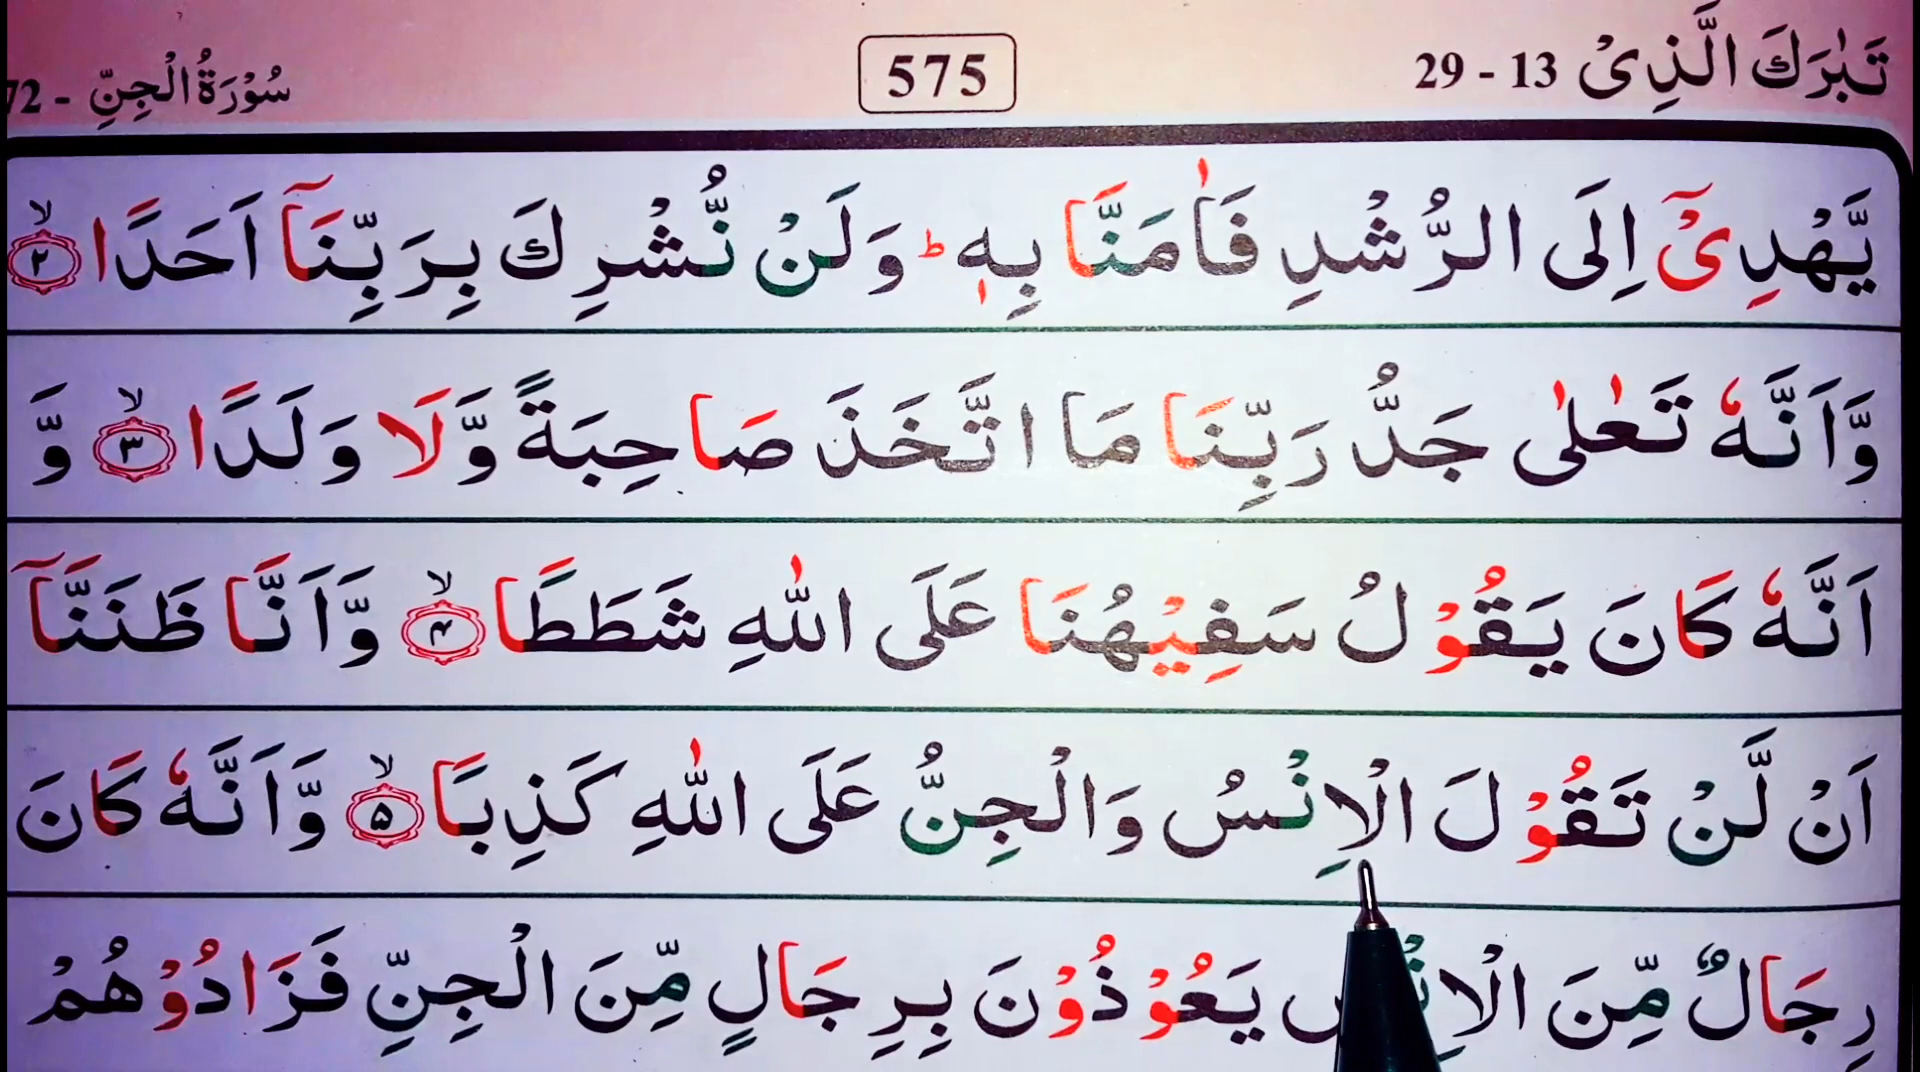 تَبٰرَكَ الَّذِىْ 13 - 29
575
سُوْرَةُ الْجِنِّ - 72
يَّهْدِىْٓ اِلَى الرُّشْدِ فَاٰمَنَّا بِهٖ ؕ وَلَنْ نُّشْرِكَ بِرَبِّنَاۤ اَحَدًا ۙ‏﴿۲﴾
وَّاَنَّهٗ تَعٰلٰى جَدُّ رَبِّنَا مَا اتَّخَذَ صَاحِبَةً وَّلَا وَلَدًا ۙ‏﴿۳﴾ وَّ
اَنَّهٗ كَانَ يَقُوْلُ سَفِيْهُنَا عَلَى اللّٰهِ شَطَطًا ۙ‏﴿۴﴾ وَّاَنَّا ظَنَنَّاۤ
اَنْ لَّنْ تَقُوْلَ الْاِنْسُ وَالْجِنُّ عَلَى اللّٰهِ كَذِبًا ۙ‏﴿۵﴾ وَّاَنَّهٗ كَانَ
رِجَالٌ مِّنَ الْاِنْسِ يَعُوْذُوْنَ بِرِجَالٍ مِّنَ الْجِنِّ فَزَادُوْهُمْ